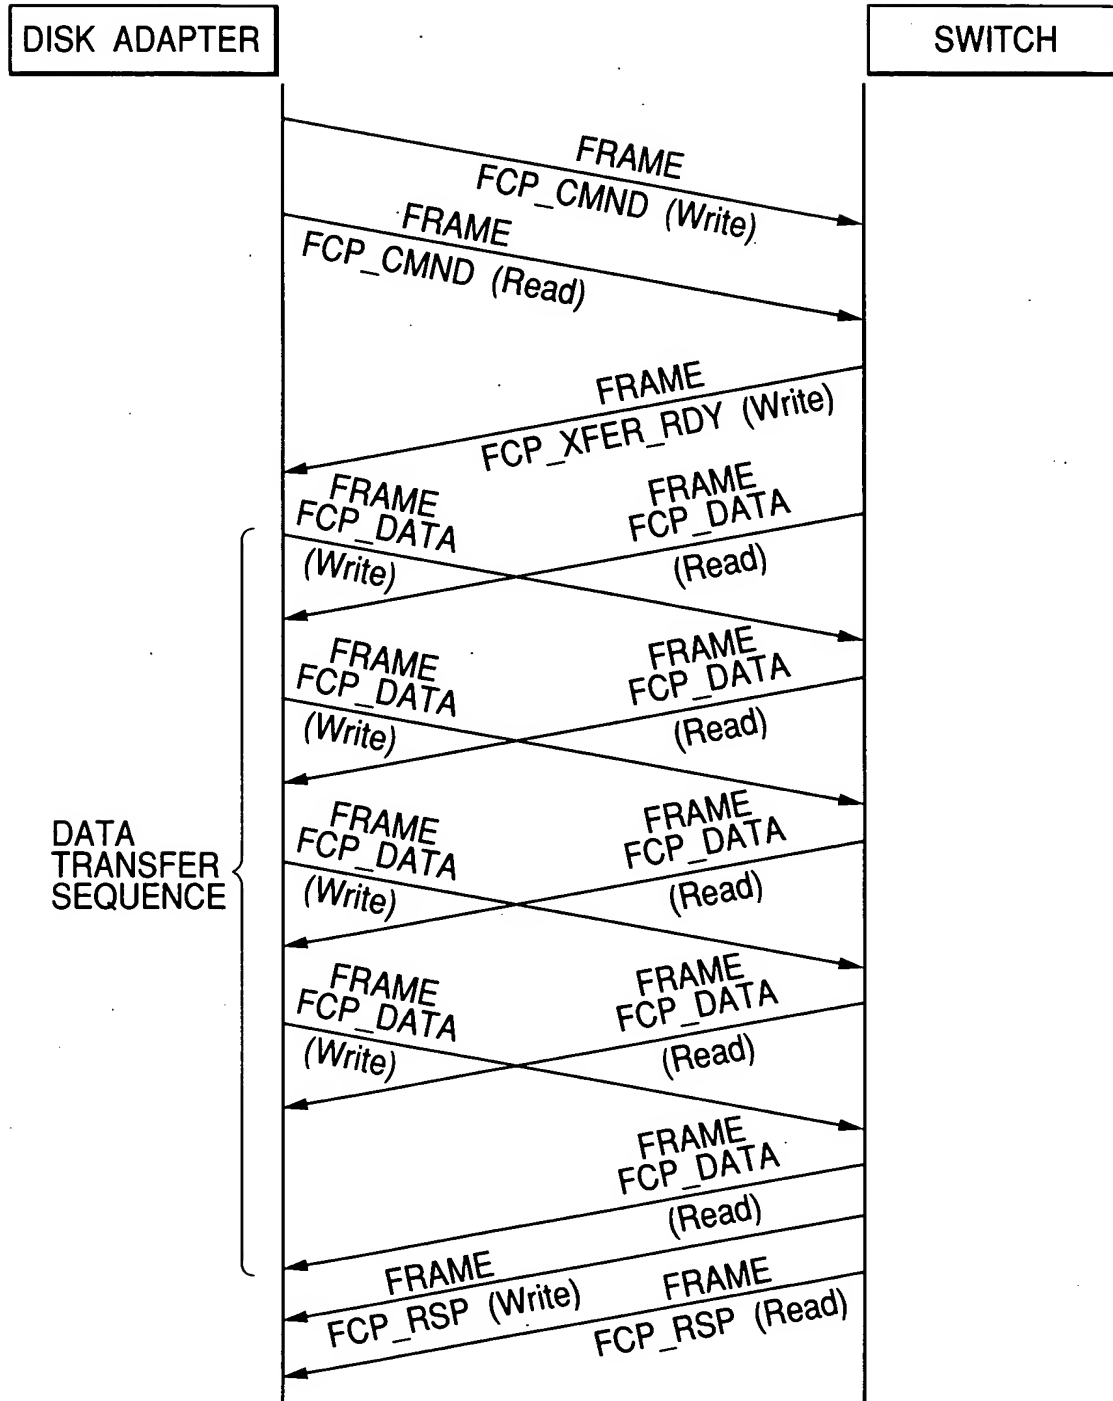 DISK ADAPTER
SWITCH
FRAME
FCP_CMND (Write)
FRAME
FCP_CMND (Read)
FRAME
FCP_XFER_RDY (Write)
FRAME
FCP_DATA
(Write)
FRAME
FCP_DATA
(Read)
FRAME
FCP_DATA
(Write)
FRAME
FCP_DATA
(Read)
DATA
TRANSFER
SEQUENCE
FRAME
FCP_DATA
(Write)
FRAME
FCP_DATA
(Read)
FRAME
FCP_DATA
(Write)
FRAME
FCP_DATA
(Read)
FRAME
FCP_DATA
(Read)
FRAME
FCP_RSP (Write)
FRAME
FCP_RSP (Read)